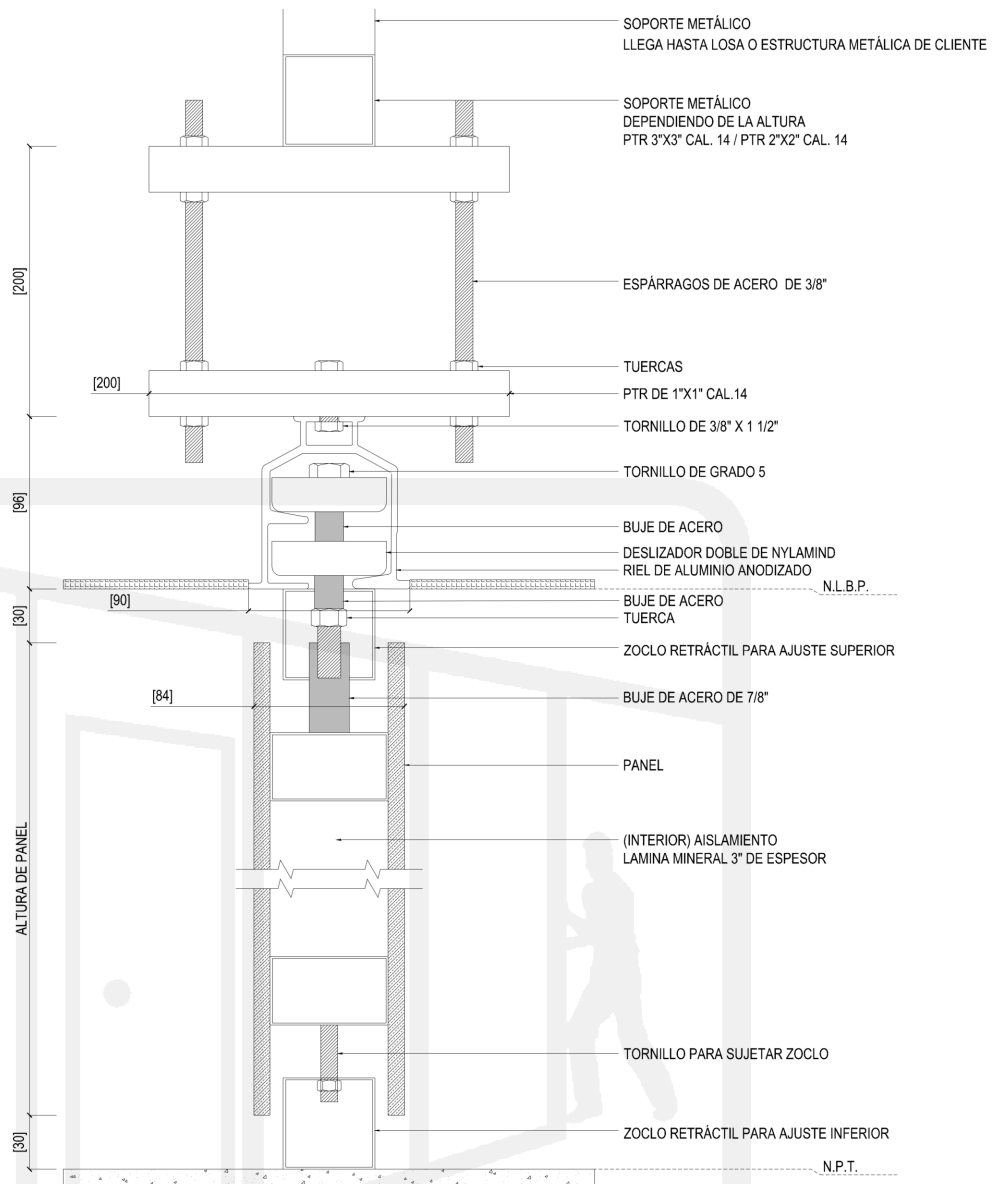 SOPORTE METÁLICO
LLEGA HASTA LOSA O ESTRUCTURA METÁLICA DE CLIENTE
SOPORTE METÁLICO
DEPENDIENDO DE LA ALTURA
PTR 3"X3" CAL. 14 / PTR 2"X2" CAL. 14
[200]
ESPÁRRAGOS DE ACERO DE 3/8"
TUERCAS
[200]
PTR DE 1"X1" CAL.14
TORNILLO DE 3/8" X 1 1/2"
TORNILLO DE GRADO 5
[96]
BUJE DE ACERO
DESLIZADOR DOBLE DE NYLAMIND
RIEL DE ALUMINIO ANODIZADO
N.L.B.P.
[90]
BUJE DE ACERO
[30]
TUERCA
ZOCLO RETRÁCTIL PARA AJUSTE SUPERIOR
[84]
BUJE DE ACERO DE 7/8"
PANEL
ALTURA DE PANEL
(INTERIOR) AISLAMIENTO
LAMINA MINERAL 3" DE ESPESOR
TORNILLO PARA SUJETAR ZOCLO
[30]
ZOCLO RETRÁCTIL PARA AJUSTE INFERIOR
N.P.T.